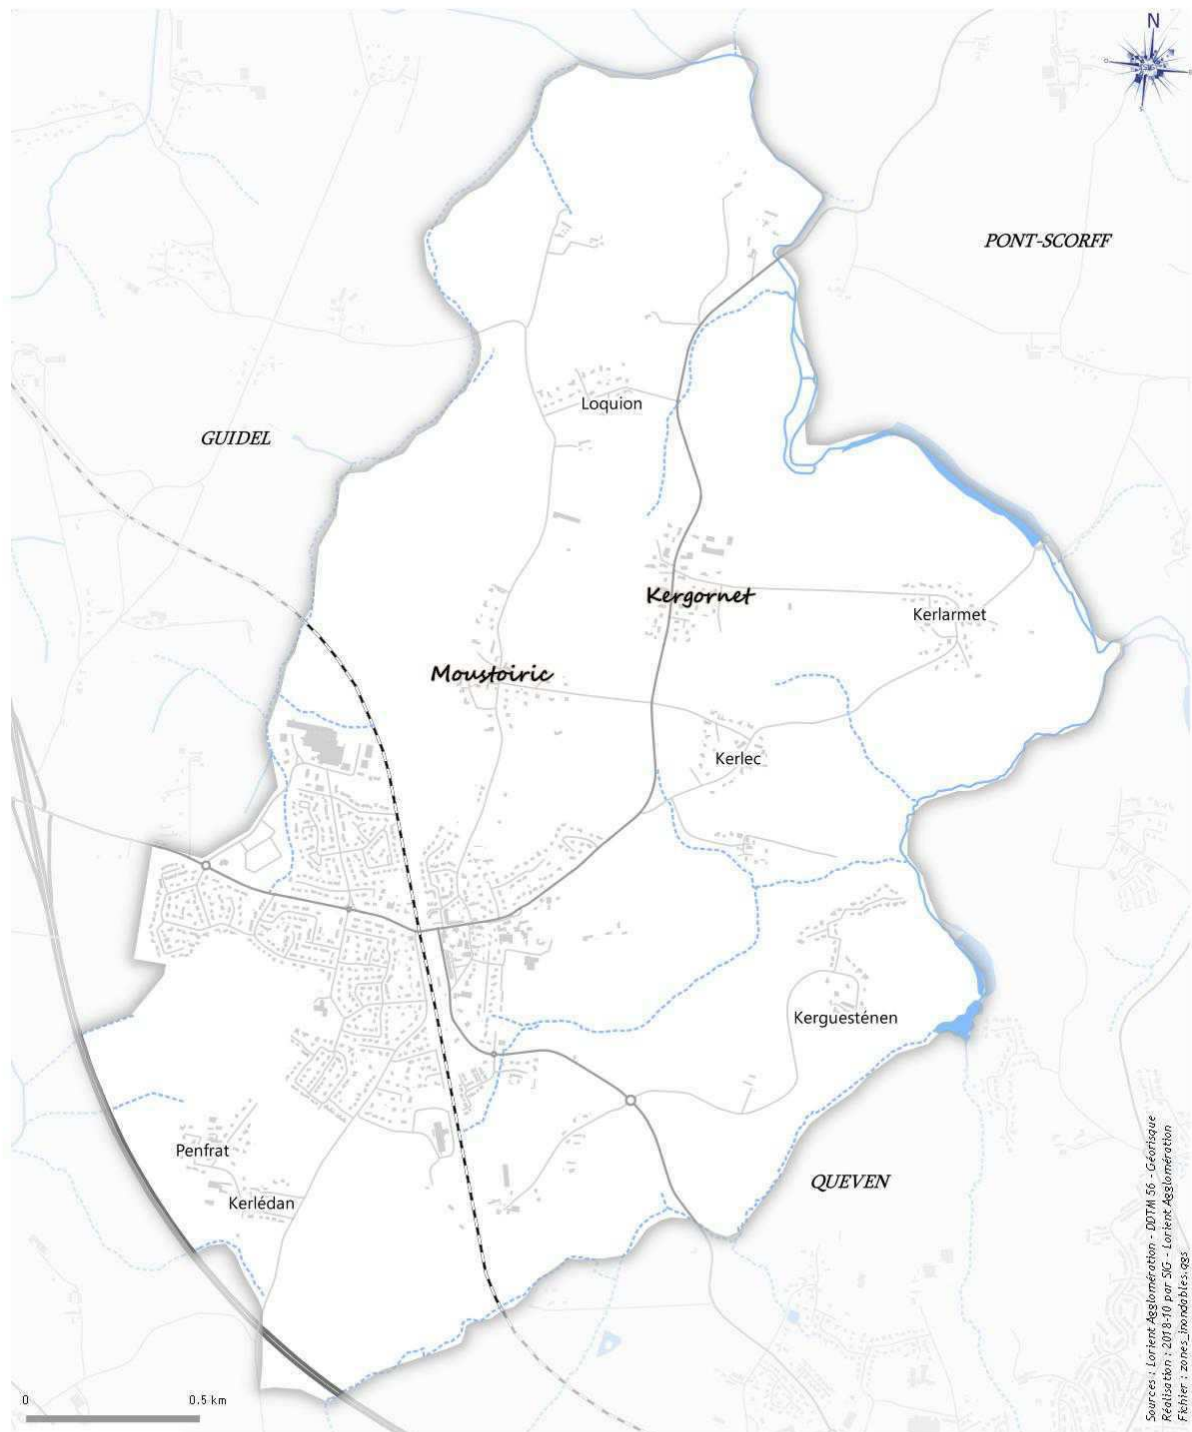 N
PONT-SCORFF
Loquion
GUIDEL
Kergornet
Kerlarmet
Moustoiric
Kerlec
Kerguesténen
Penfrat
QUEVEN
Kerlédan
0 0.5 km
Sources : Lorient Agglomération - DDTM 56 - Géorisque
Réalisation : 2018-10 par SIG - Lorient Agglomération
Fichier : zones_inondables.qgs